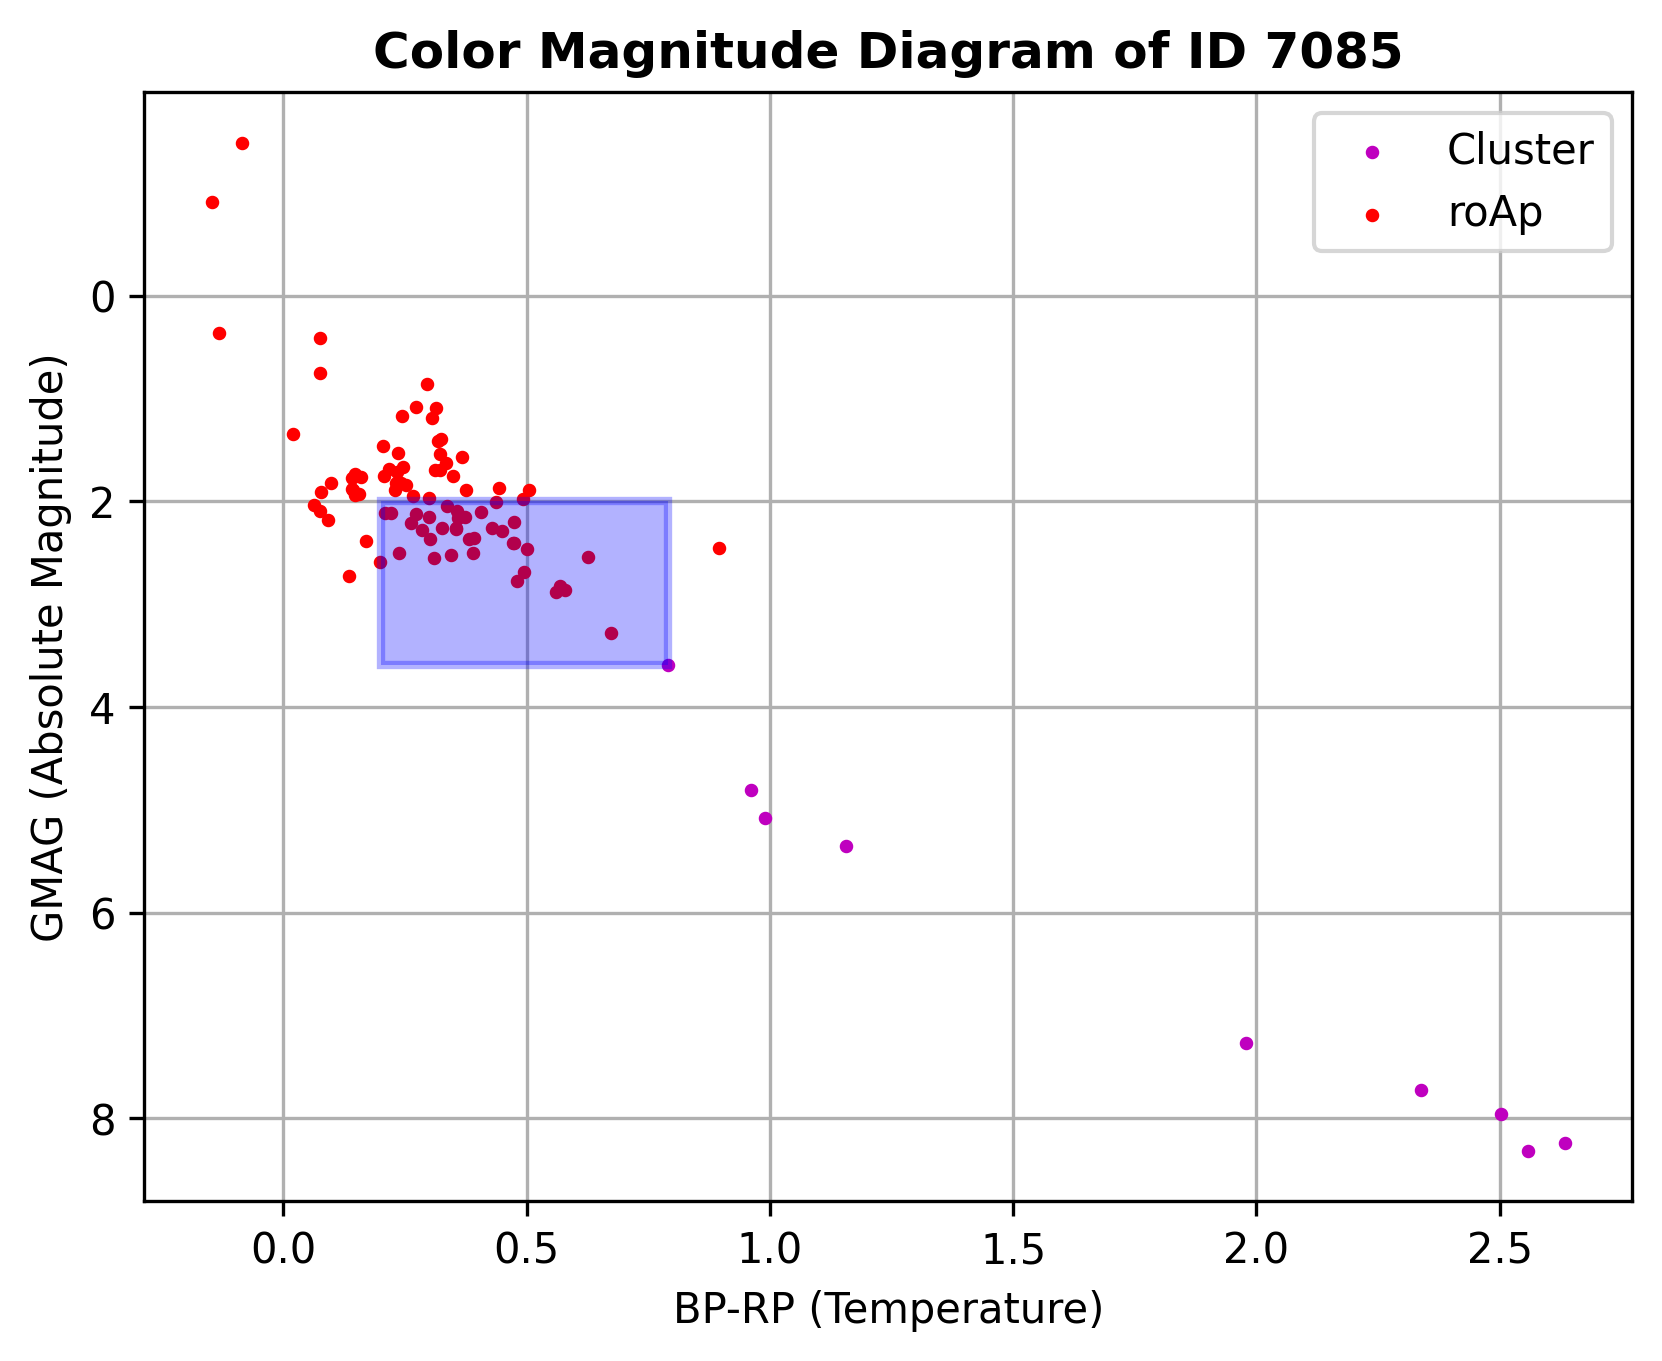 Color Magnitude Diagram of ID 7085
Cluster
roAp
GMAG (Absolute Magnitude)
0
2
4
6
8
0.0 0.5 1.0 1.5 2.0 2.5
BP-RP (Temperature)